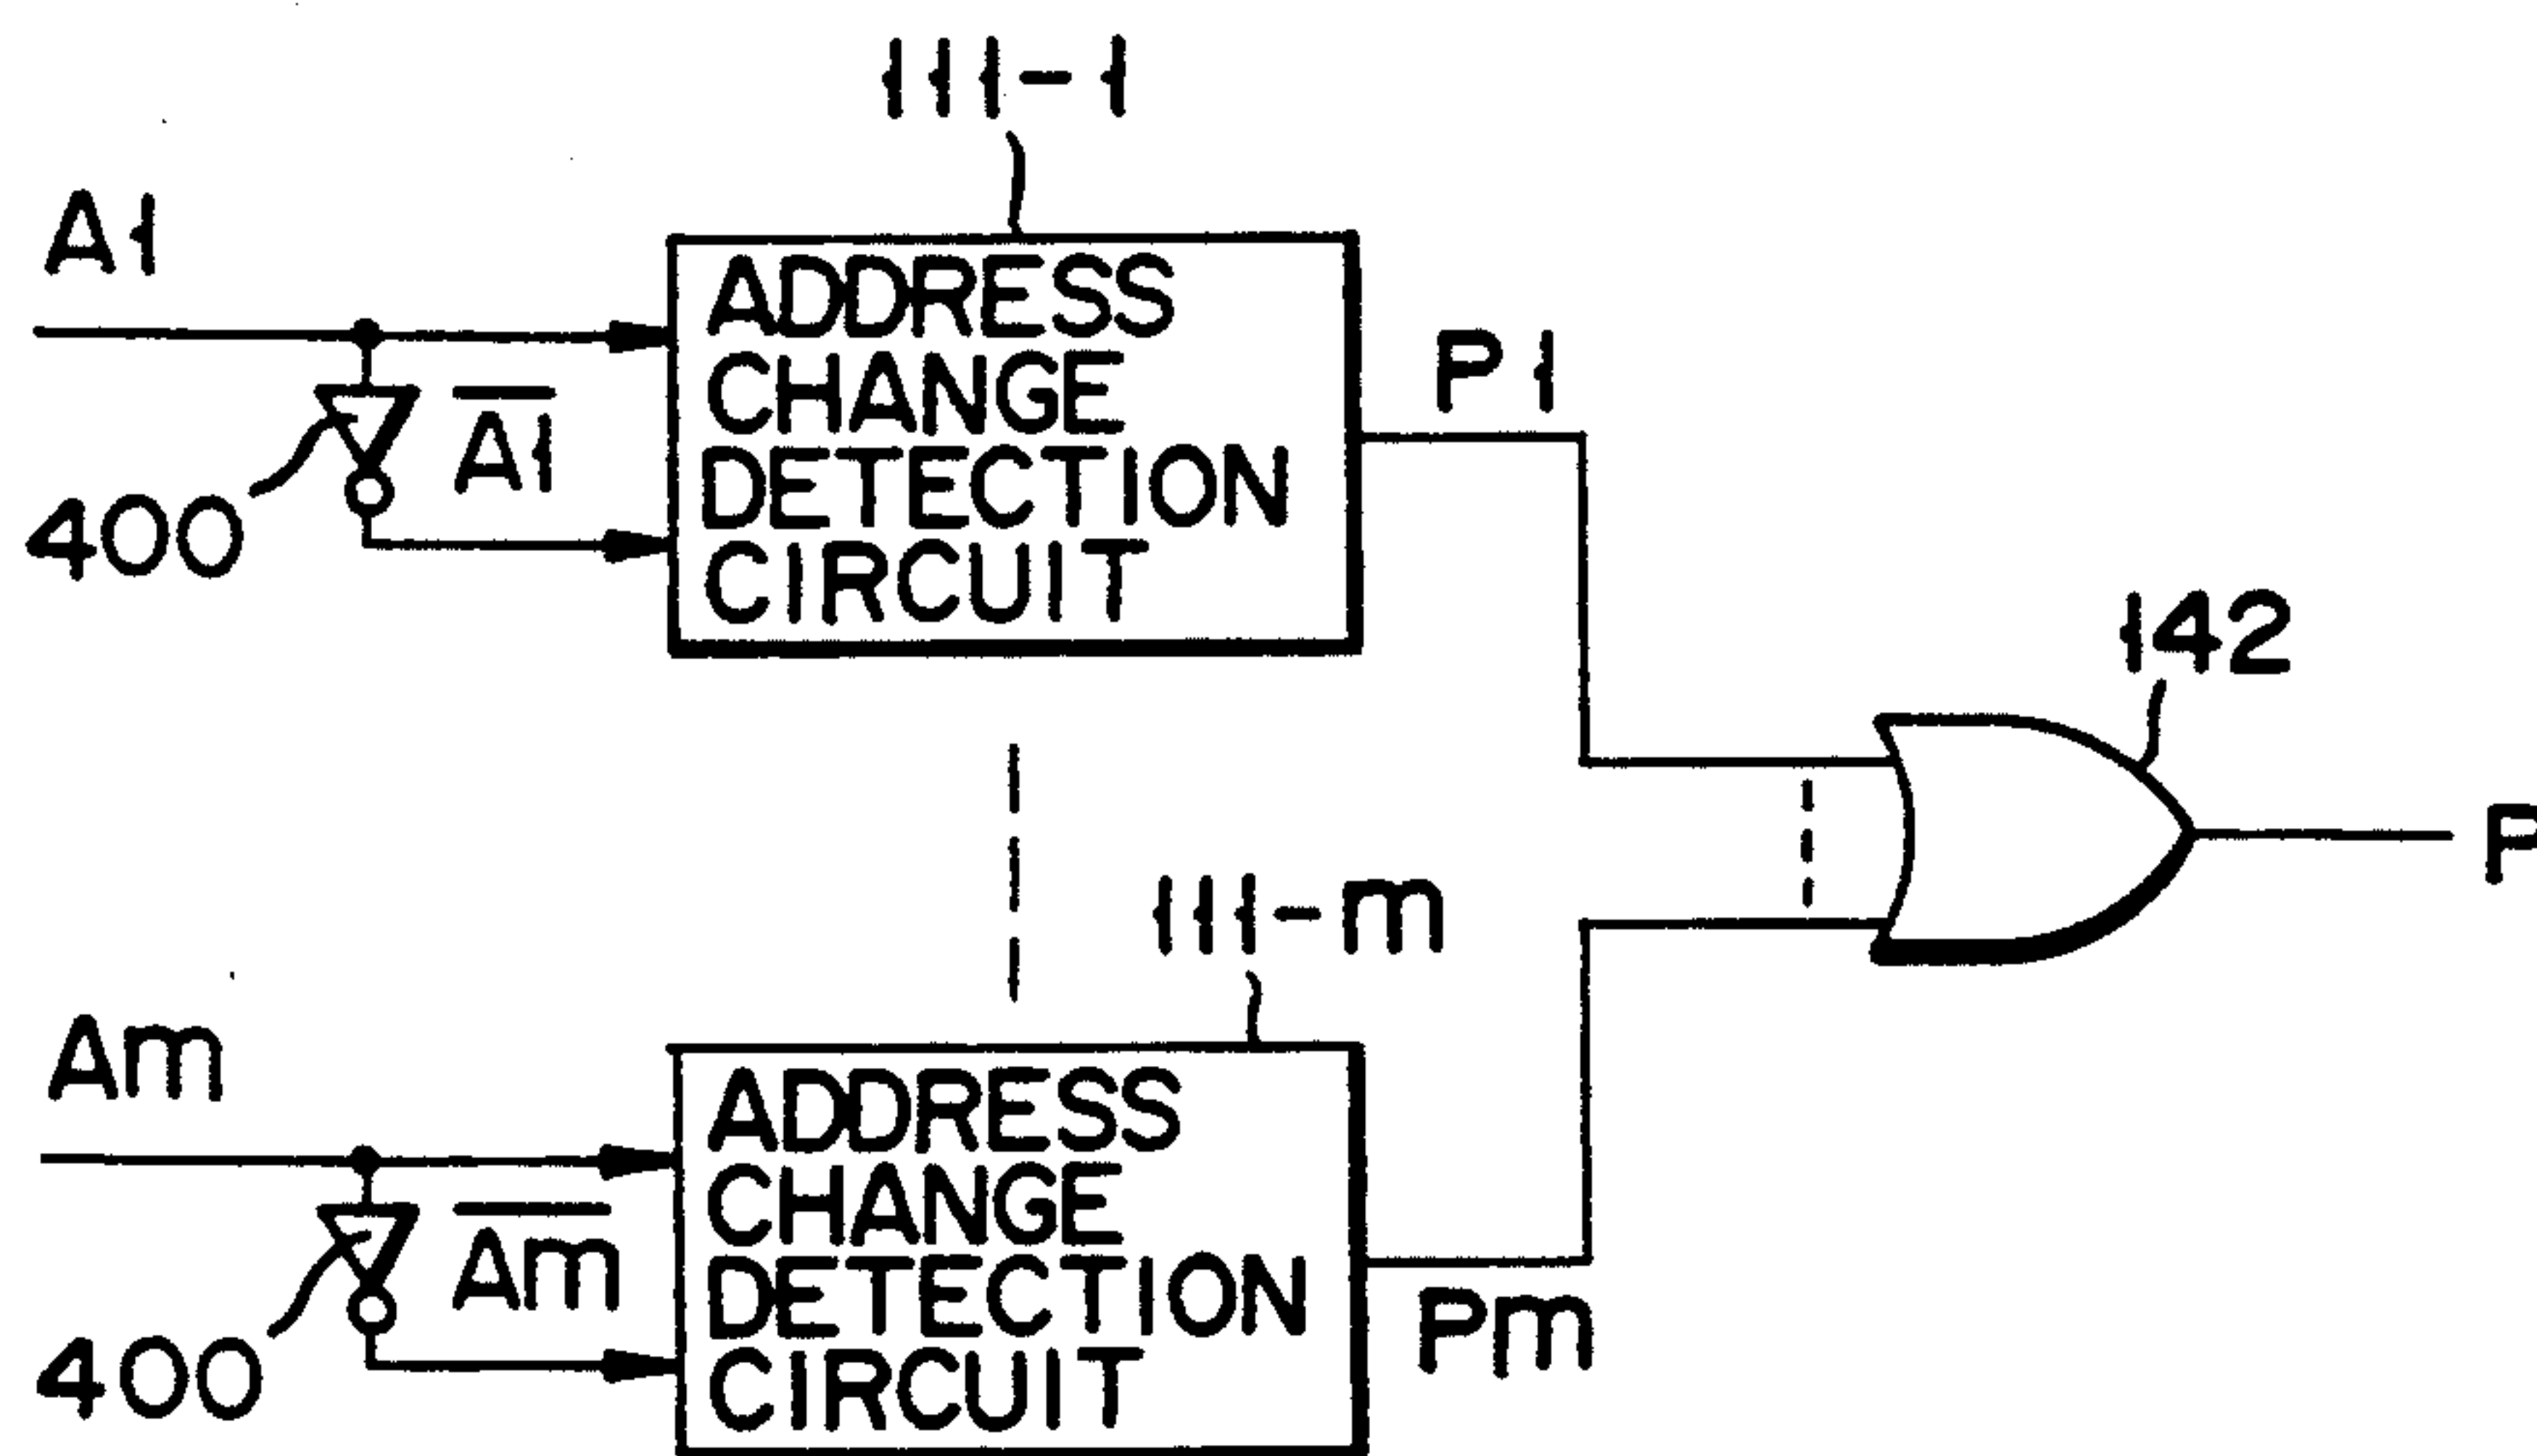 111-1
A1
ADDRESS
CHANGE
DETECTION
CIRCUIT
P1
A1
400
142
P
111-m
Am
ADDRESS
CHANGE
DETECTION
CIRCUIT
Am
400
Pm